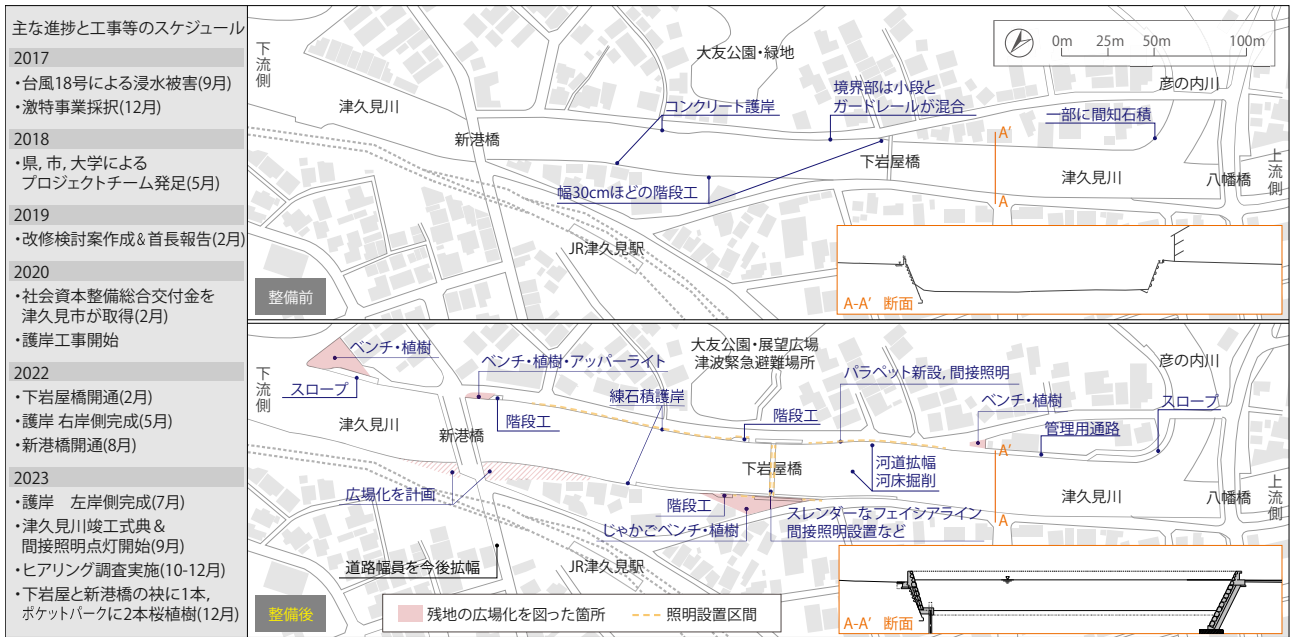 主な進捗と工事等のスケジュール
2017
・台風18号による浸水被害(9月)
・激特事業採択(12月)
2018
・県, 市, 大学による
プロジェクトチーム発足(5月)
2019
・改修検討案作成&首長報告(2月)
2020
・社会資本整備総合交付金を
津久見市が取得(2月)
・護岸工事開始
2022
・下岩屋橋開通(2月)
・護岸 右岸側完成(5月)
・新港橋開通(8月)
2023
・護岸　左岸側完成(7月)
・津久見川竣工式典&
間接照明点灯開始(9月)
・ヒアリング調査実施(10-12月)
・下岩屋と新港橋の袂に1本,
ポケットパークに2本桜植樹(12月)
下流側
津久見川
新港橋
大友公園・緑地
コンクリート護岸
境界部は小段と
ガードレールが混合
0m 25m 50m 100m
彦の内川
一部に間知石積
下岩屋橋
幅30cmほどの階段工
JR津久見駅
A'
A
津久見川
八幡橋
上流側
A-A' 断面
整備前
下流側
ベンチ・植樹
スロープ
津久見川
新港橋
ベンチ・植樹・アッパーライト
階段工
練石積護岸
大友公園・展望広場
津波緊急避難場所
階段工
パラペット新設, 間接照明
ベンチ・植樹
彦の内川
スロープ
管理用通路
下岩屋橋
河道拡幅
河床掘削
広場化を計画
階段工
じゃかごベンチ・植樹
スレンダーなフェイシアライン
間接照明設置など
道路幅員を今後拡幅
JR津久見駅
A'
A
津久見川
八幡橋
上流側
A-A' 断面
整備後
残地の広場化を図った箇所
照明設置区間